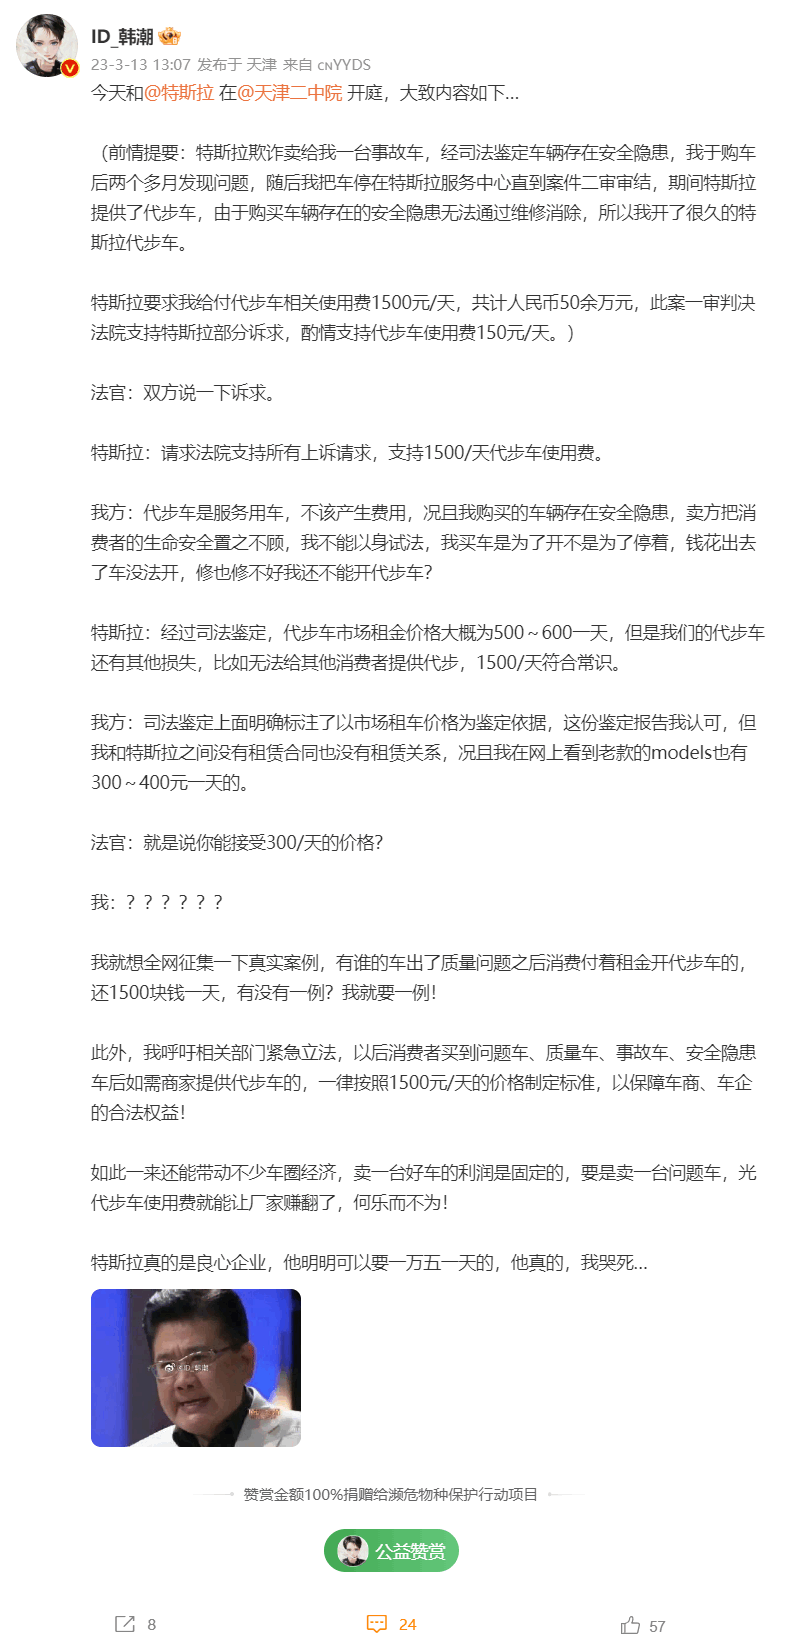 ID_韩潮
23-3-13 13:07 发布于 天津 来自 cnYYDS
今天和@特斯拉 在@天津二中院 开庭，大致内容如下...
（前情提要：特斯拉欺诈卖给我一台事故车，经司法鉴定车辆存在安全隐患，我于购车
后两个多月发现问题，随后我把车停在特斯拉服务中心直到案件二审审结，期间特斯拉
提供了代步车，由于购买车辆存在的安全隐患无法通过维修消除，所以我开了很久的特
斯拉代步车。
特斯拉要求我给付代步车相关使用费1500元/天，共计人民币50余万元，此案一审判决
法院支持特斯拉部分诉求，酌情支持代步车使用费150元/天。）
法官：双方说一下诉求。
特斯拉：请求法院支持所有上诉请求，支持1500/天代步车使用费。
我方：代步车是服务用车，不该产生费用，况且我购买的车辆存在安全隐患，卖方把消
费者的生命安全置之不顾，我不能以身试法，我买车是为了开不是为了停着，钱花出去
了车没法开，修也修不好我还不能开代步车？
特斯拉：经过司法鉴定，代步车市场租金价格大概为500～600一天，但是我们的代步车
还有其他损失，比如无法给其他消费者提供代步，1500/天符合常识。
我方：司法鉴定上面明确标注了以市场租车价格为鉴定依据，这份鉴定报告我认可，但
我和特斯拉之间没有租赁合同也没有租赁关系，况且我在网上看到老款的models也有
300～400元一天的。
法官：就是说你能接受300/天的价格？
我：？？？？？？
我就想全网征集一下真实案例，有谁的车出了质量问题之后消费付着租金开代步车的，
还1500块钱一天，有没有一例？我就要一例！
此外，我呼吁相关部门紧急立法，以后消费者买到问题车、质量车、事故车、安全隐患
车后如需商家提供代步车的，一律按照1500元/天的价格制定标准，以保障车商、车企
的合法权益！
如此一来还能带动不少车圈经济，卖一台好车的利润是固定的，要是卖一台问题车，光
代步车使用费就能让厂家赚翻了，何乐而不为！
特斯拉真的是良心企业，他明明可以要一万五一天的，他真的，我哭死...
@ID_韩潮
赞赏金额100%捐赠给濒危物种保护行动项目
公益赞赏
8
24
57